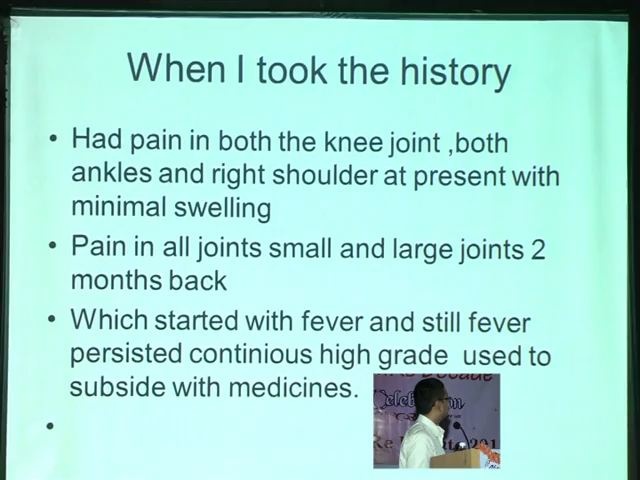 When I took the history
• Had pain in both the knee joint ,both
ankles and right shoulder at present with
minimal swelling
• Pain in all joints small and large joints 2
months back
• Which started with fever and still fever
persisted continious high grade used to
subside with medicines.
•
Decade